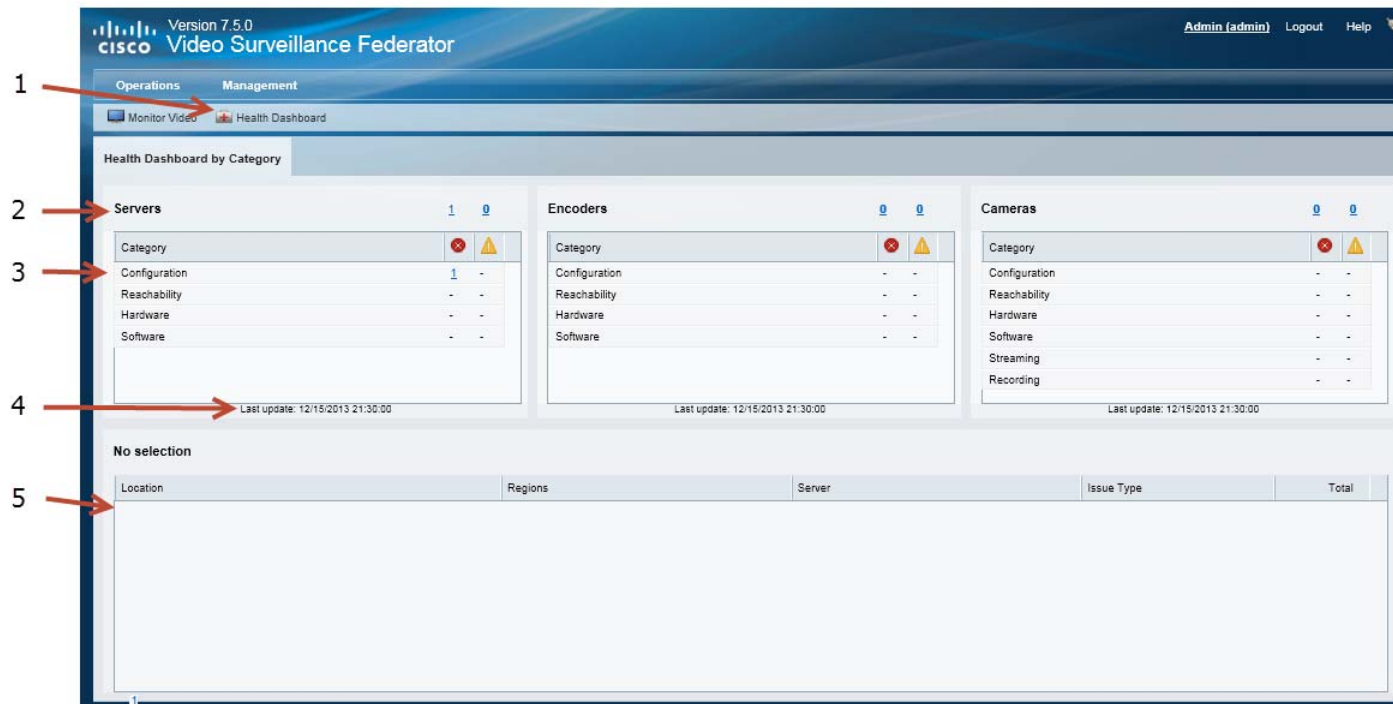 Version 7.5.0
cisco Video Surveillance Federator
Admin (admin) Logout Help
1
Operations Management
Monitor Video Health Dashboard
Health Dashboard by Category
2
Servers 1 0
Category
3
Configuration 1 -
Reachability - -
Hardware - -
Software - -
4
Last update: 12/15/2013 21:30:00
Encoders 0 0
Category
Configuration - -
Reachability - -
Hardware - -
Software - -
Last update: 12/15/2013 21:30:00
Cameras 0 0
Category
Configuration - -
Reachability - -
Hardware - -
Software - -
Streaming - -
Recording - -
Last update: 12/15/2013 21:30:00
No selection
Location Regions Server Issue Type Total
5
1